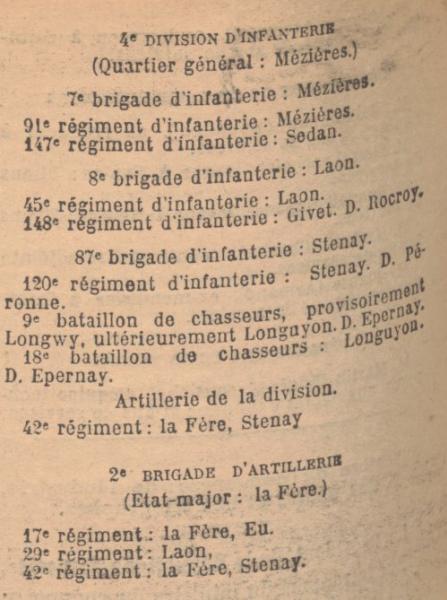 4e DIVISION D'INFANTERIE
(Quartier général : Mézières.)
7e brigade d'infanterie : Mézières.
91e régiment d'infanterie : Mézières.
147e régiment d'infanterie : Sedan.
8e brigade d'infanterie : Laon.
45e régiment d'infanterie : Laon.
148e régiment d'infanterie : Givet. D. Rocroy.
87e brigade d'infanterie : Stenay.
120e régiment d'infanterie : Stenay. D. Pé-
ronne.
9e bataillon de chasseurs, provisoirement
Longwy, ultérieurement Longuyon. D. Epernay.
18e bataillon de chasseurs : Longuyon.
D. Epernay.
Artillerie de la division.
42e régiment : la Fère, Stenay
2e BRIGADE D'ARTILLERIE
(Etat-major : la Fère.)
17e régiment : la Fère, Eu.
29e régiment : Laon,
42e régiment : la Fère, Stenay.